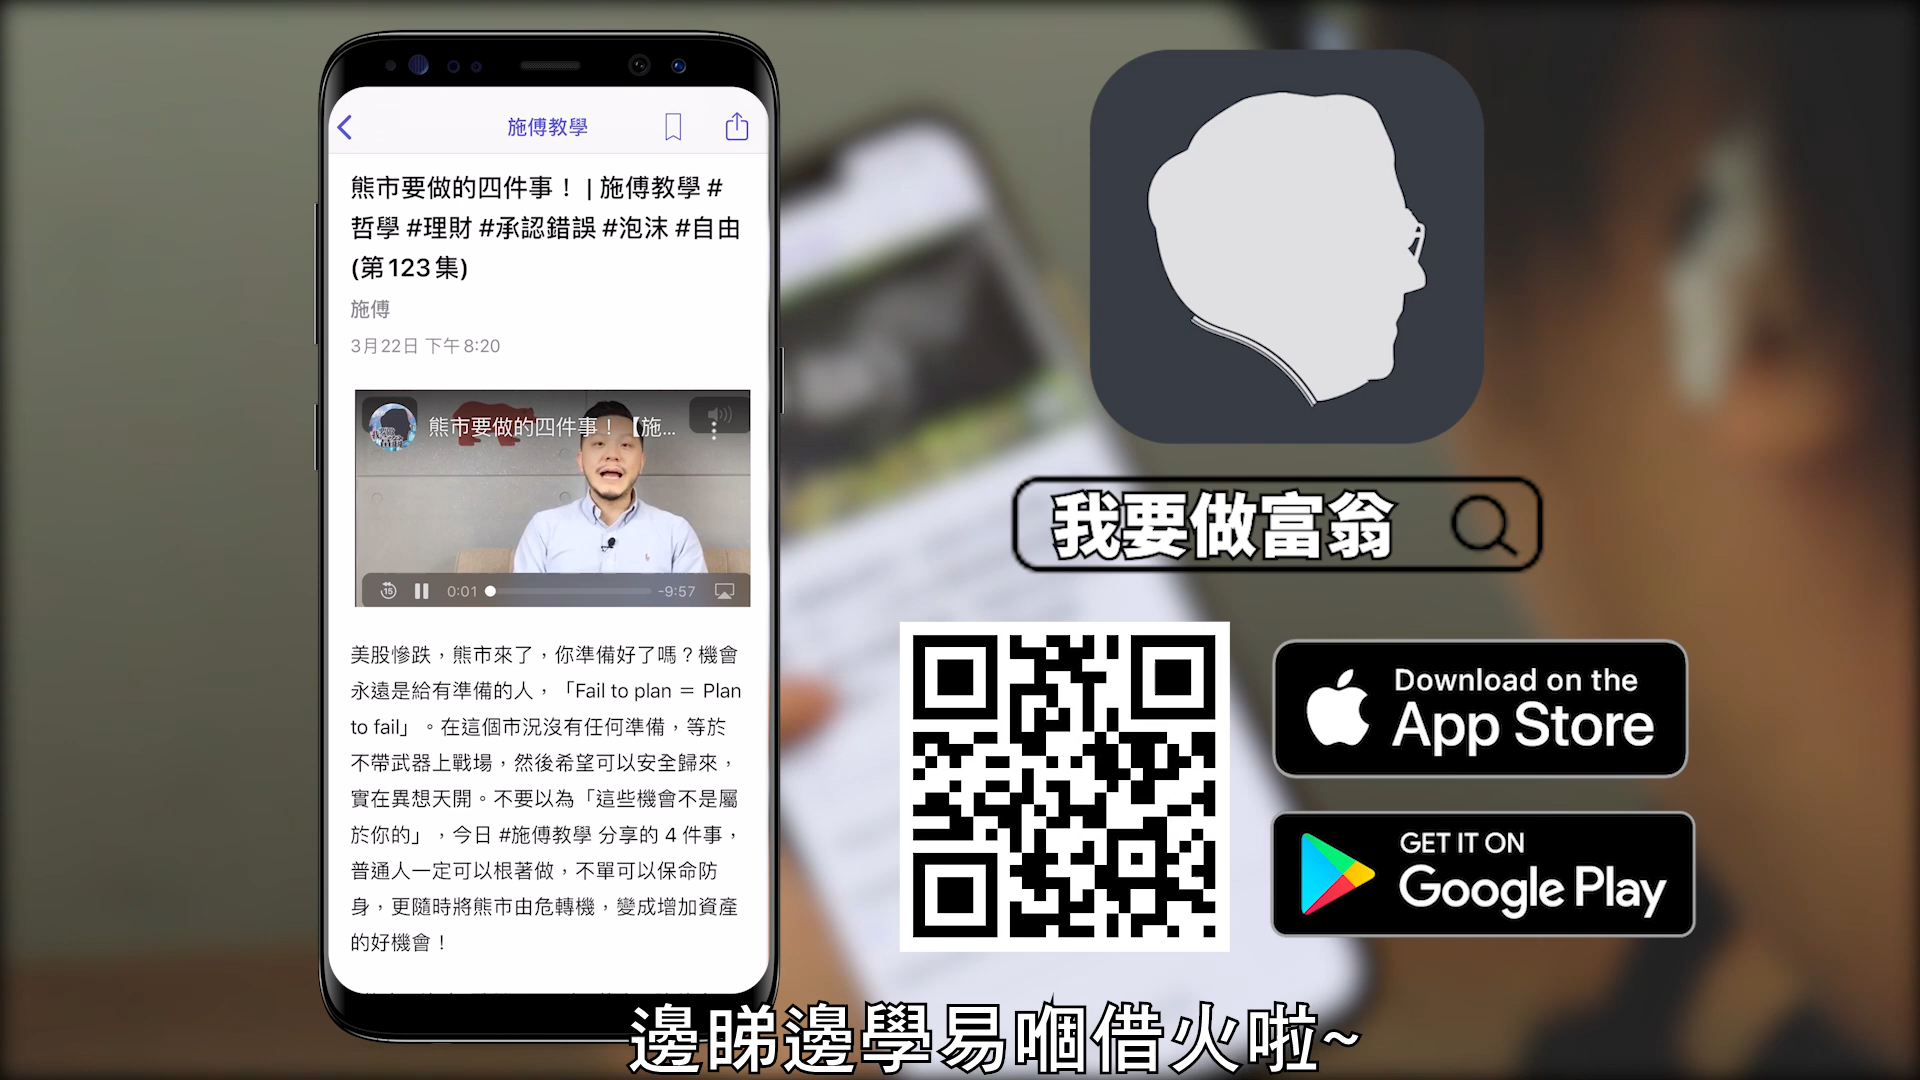 施傅教學
熊市要做的四件事！ | 施傅教學 #
哲學 #理財 #承認錯誤 #泡沫 #自由
(第 123 集)
施傅
3月22日 下午8:20
熊市要做的四件事！【施...
15
0:01
-9:57
美股慘跌，熊市來了，你準備好了嗎？機會
永遠是給有準備的人，「Fail to plan ＝ Plan
to fail」。在這個市況沒有任何準備，等於
不帶武器上戰場，然後希望可以安全歸來，
實在異想天開。不要以為「這些機會不是屬
於你的」，今日 #施傅教學 分享的 4 件事，
普通人一定可以根著做，不單可以保命防
身，更隨時將熊市由危轉機，變成增加資產
的好機會！
我要做富翁
Download on the
App Store
GET IT ON
Google Play
邊睇邊學易嗰借火啦~